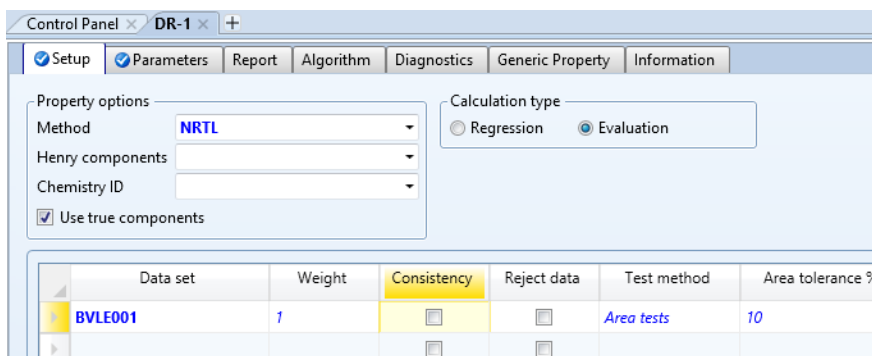 Control Panel DR-1
Setup Parameters Report Algorithm Diagnostics Generic Property Information
Property options
Method NRTL
Henry components
Chemistry ID
Use true components
Calculation type
Regression Evaluation
Data set Weight Consistency Reject data Test method Area tolerance %
BVLE001 1 Area tests 10